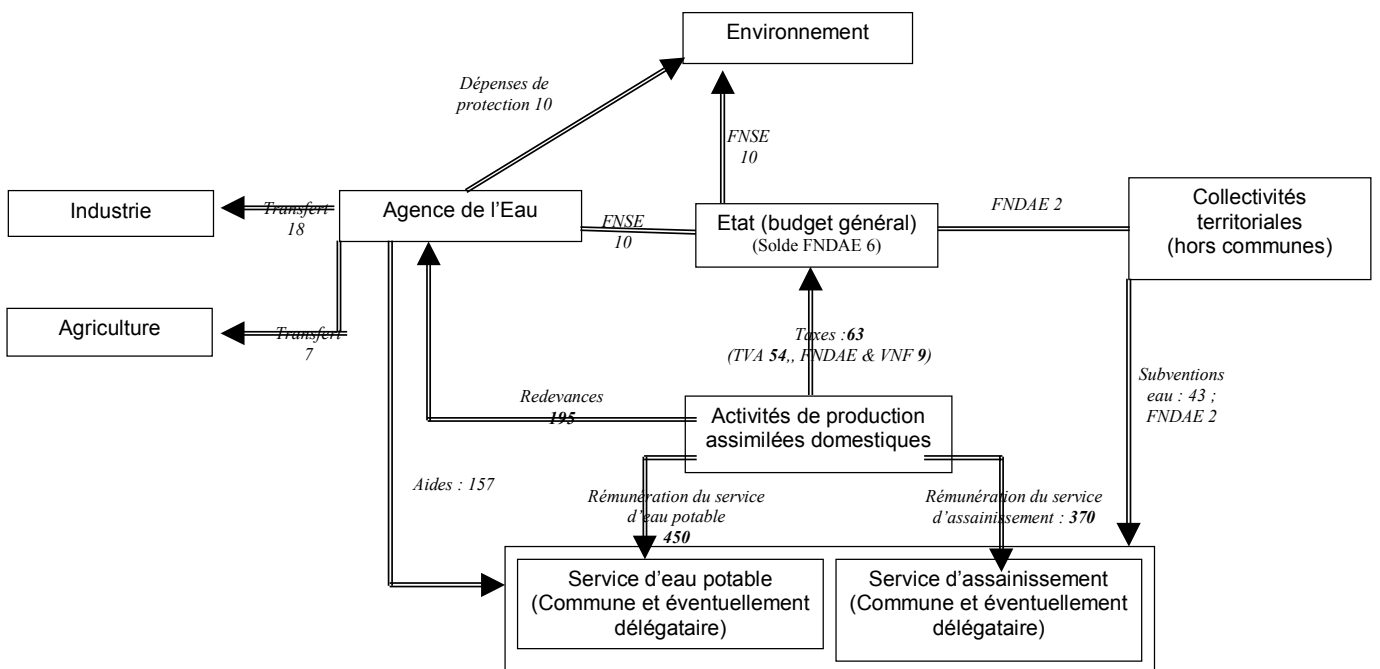 Environnement
Dépenses de
protection 10
FNSE
10
Industrie
Transfert
18
Agence de l'Eau
FNSE
10
Etat (budget général)
(Solde FNDAE 6)
FNDAE 2
Collectivités
territoriales
(hors communes)
Agriculture
Transfert
7
Taxes :63
(TVA 54,, FNDAE & VNF 9)
Redevances
195
Activités de production
assimilées domestiques
Subventions
eau : 43 ;
FNDAE 2
Aides : 157
Rémunération du service
d'eau potable
450
Rémunération du service
d'assainissement : 370
Service d'eau potable
(Commune et éventuellement
délégataire)
Service d'assainissement
(Commune et éventuellement
délégataire)